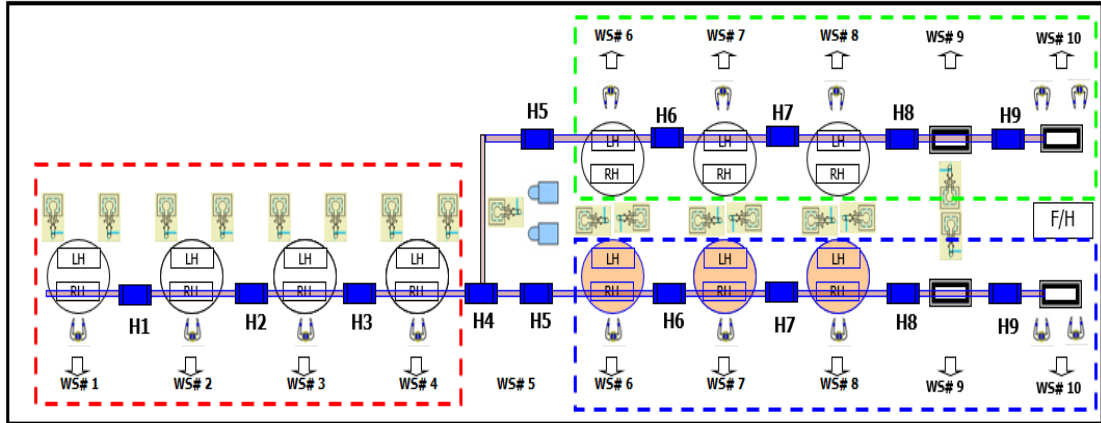 WS# 6 WS# 7 WS# 8 WS# 9 WS# 10
H5 H6 H7 H8 H9
LH LH LH
RH RH RH
F/H
LH LH LH LH LH LH LH
RH RH RH RH RH RH RH
H1 H2 H3 H4 H5 H6 H7 H8 H9
WS# 1 WS# 2 WS# 3 WS# 4 WS# 5 WS# 6 WS# 7 WS# 8 WS# 9 WS# 10